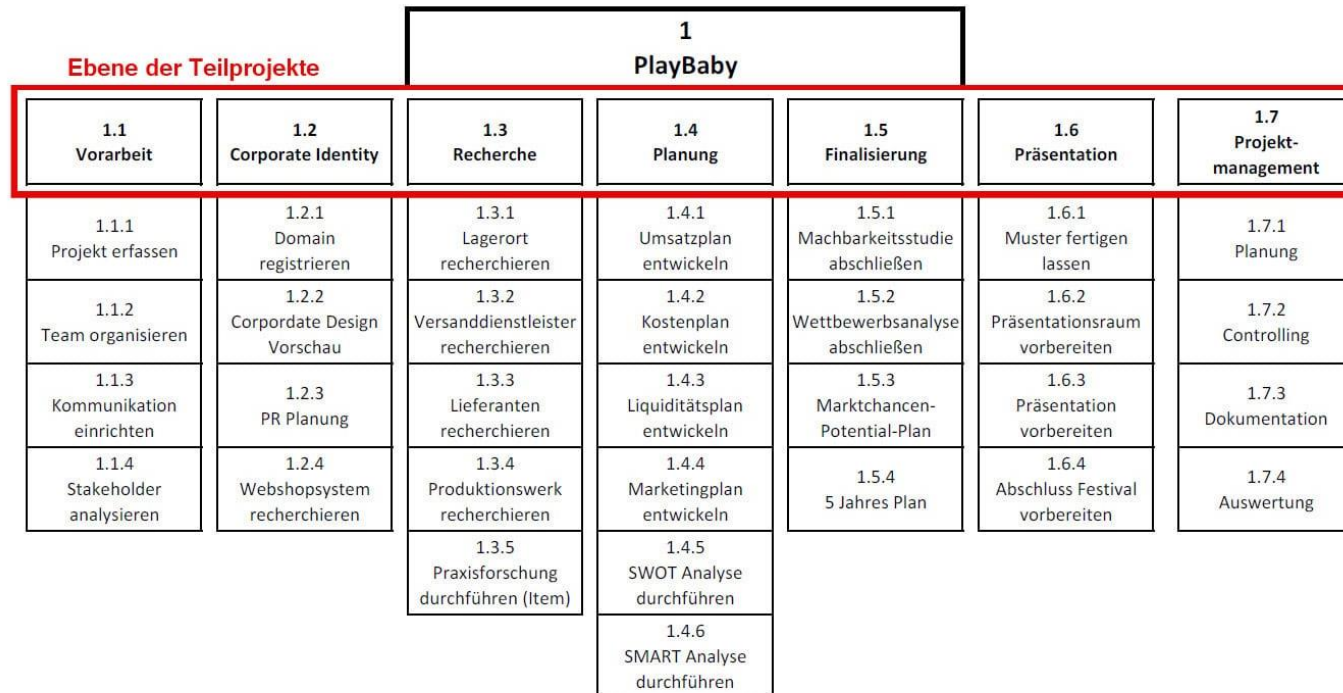 1
PlayBaby
Ebene der Teilprojekte
1.1
Vorarbeit
1.2
Corporate Identity
1.3
Recherche
1.4
Planung
1.5
Finalisierung
1.6
Präsentation
1.7
Projekt-
management
1.1.1
Projekt erfassen
1.1.2
Team organisieren
1.1.3
Kommunikation
einrichten
1.1.4
Stakeholder
analysieren
1.2.1
Domain
registrieren
1.2.2
Corpordate Design
Vorschau
1.2.3
PR Planung
1.2.4
Webshopsystem
recherchieren
1.3.1
Lagerort
recherchieren
1.3.2
Versanddienstleister
recherchieren
1.3.3
Lieferanten
recherchieren
1.3.4
Produktionswerk
recherchieren
1.3.5
Praxisforschung
durchführen (Item)
1.4.1
Umsatzplan
entwickeln
1.4.2
Kostenplan
entwickeln
1.4.3
Liquiditätsplan
entwickeln
1.4.4
Marketingplan
entwickeln
1.4.5
SWOT Analyse
durchführen
1.4.6
SMART Analyse
durchführen
1.5.1
Machbarkeitsstudie
abschließen
1.5.2
Wettbewerbsanalyse
abschließen
1.5.3
Marktchancen-
Potential-Plan
1.5.4
5 Jahres Plan
1.6.1
Muster fertigen
lassen
1.6.2
Präsentationsraum
vorbereiten
1.6.3
Präsentation
vorbereiten
1.6.4
Abschluss Festival
vorbereiten
1.7.1
Planung
1.7.2
Controlling
1.7.3
Dokumentation
1.7.4
Auswertung